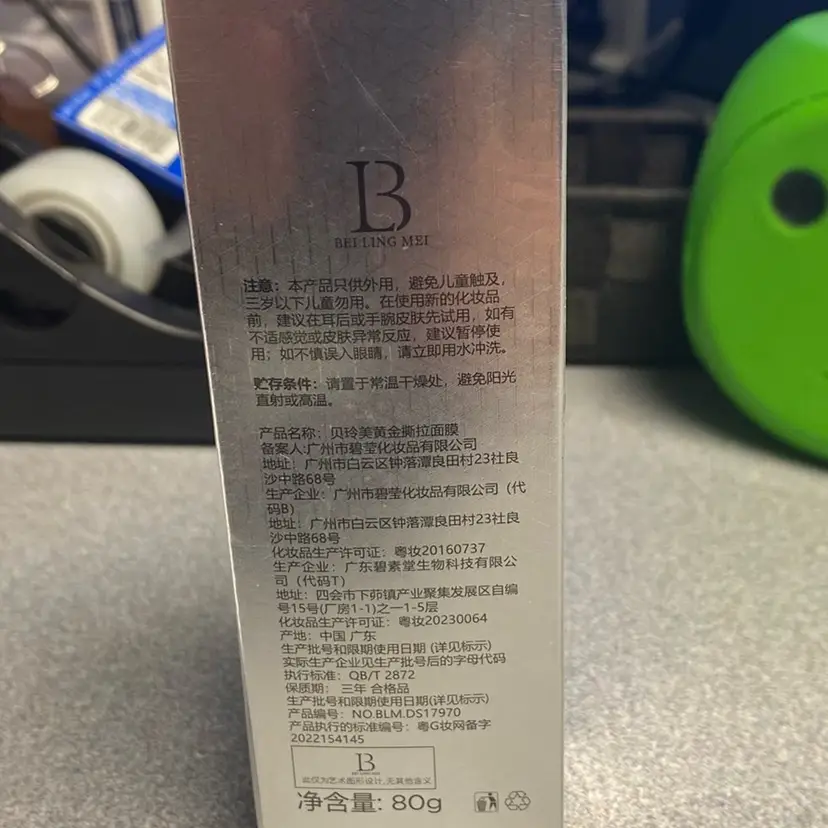 B
BEI LING MEI
注意：本产品只供外用，避免儿童触及，
三岁以下儿童勿用。在使用新的化妆品
前，建议在耳后或手腕皮肤先试用，如有
不适感觉或皮肤异常反应，建议暂停使
用；如不慎误入眼睛，请立即用水冲洗。
贮存条件：请置于常温干燥处，避免阳光
直射或高温。
产品名称：贝玲美黄金撕拉面膜
备案人:广州市碧莹化妆品有限公司
地址：广州市白云区钟落潭良田村23社良
沙中路68号
生产企业：广州市碧莹化妆品有限公司（代
码B）
地址：广州市白云区钟落潭良田村23社良
沙中路68号
化妆品生产许可证：粤妆20160737
生产企业：广东碧素堂生物科技有限公
司（代码T）
地址：四会市下茆镇产业聚集发展区自编
号15号(厂房1-1)之一1-5层
化妆品生产许可证：粤妆20230064
产地：中国 广东
生产批号和限期使用日期 (详见标示)
实际生产企业见生产批号后的字母代码
执行标准：QB/T 2872
保质期： 三年 合格品
生产批号和限期使用日期(详见标示)
产品编号：NO.BLM.DS17970
产品执行的标准编号：粤G妆网备字
2022154145
B
BEI LING MEI
此仅为艺术图形设计,无其他含义
净含量: 80g